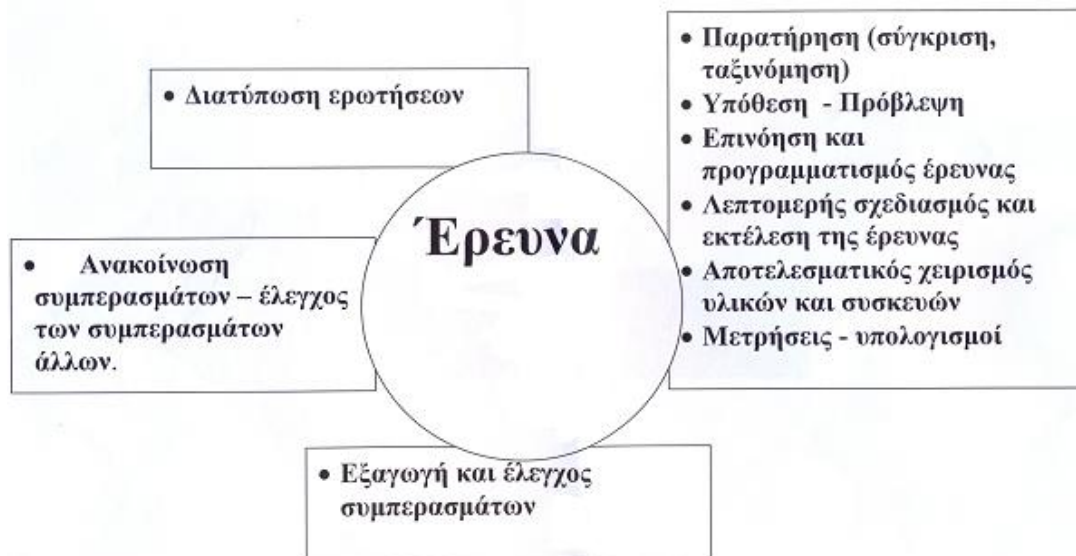 • Διατύπωση ερωτήσεων
• Παρατήρηση (σύγκριση,
ταξινόμηση)
• Υπόθεση - Πρόβλεψη
• Επινόηση και
προγραμματισμός έρευνας
• Λεπτομερής σχεδιασμός και
εκτέλεση της έρευνας
• Αποτελεσματικός χειρισμός
υλικών και συσκευών
• Μετρήσεις - υπολογισμοί
Έρευνα
• Ανακοίνωση
συμπερασμάτων – έλεγχος
των συμπερασμάτων
άλλων.
• Εξαγωγή και έλεγχος
συμπερασμάτων